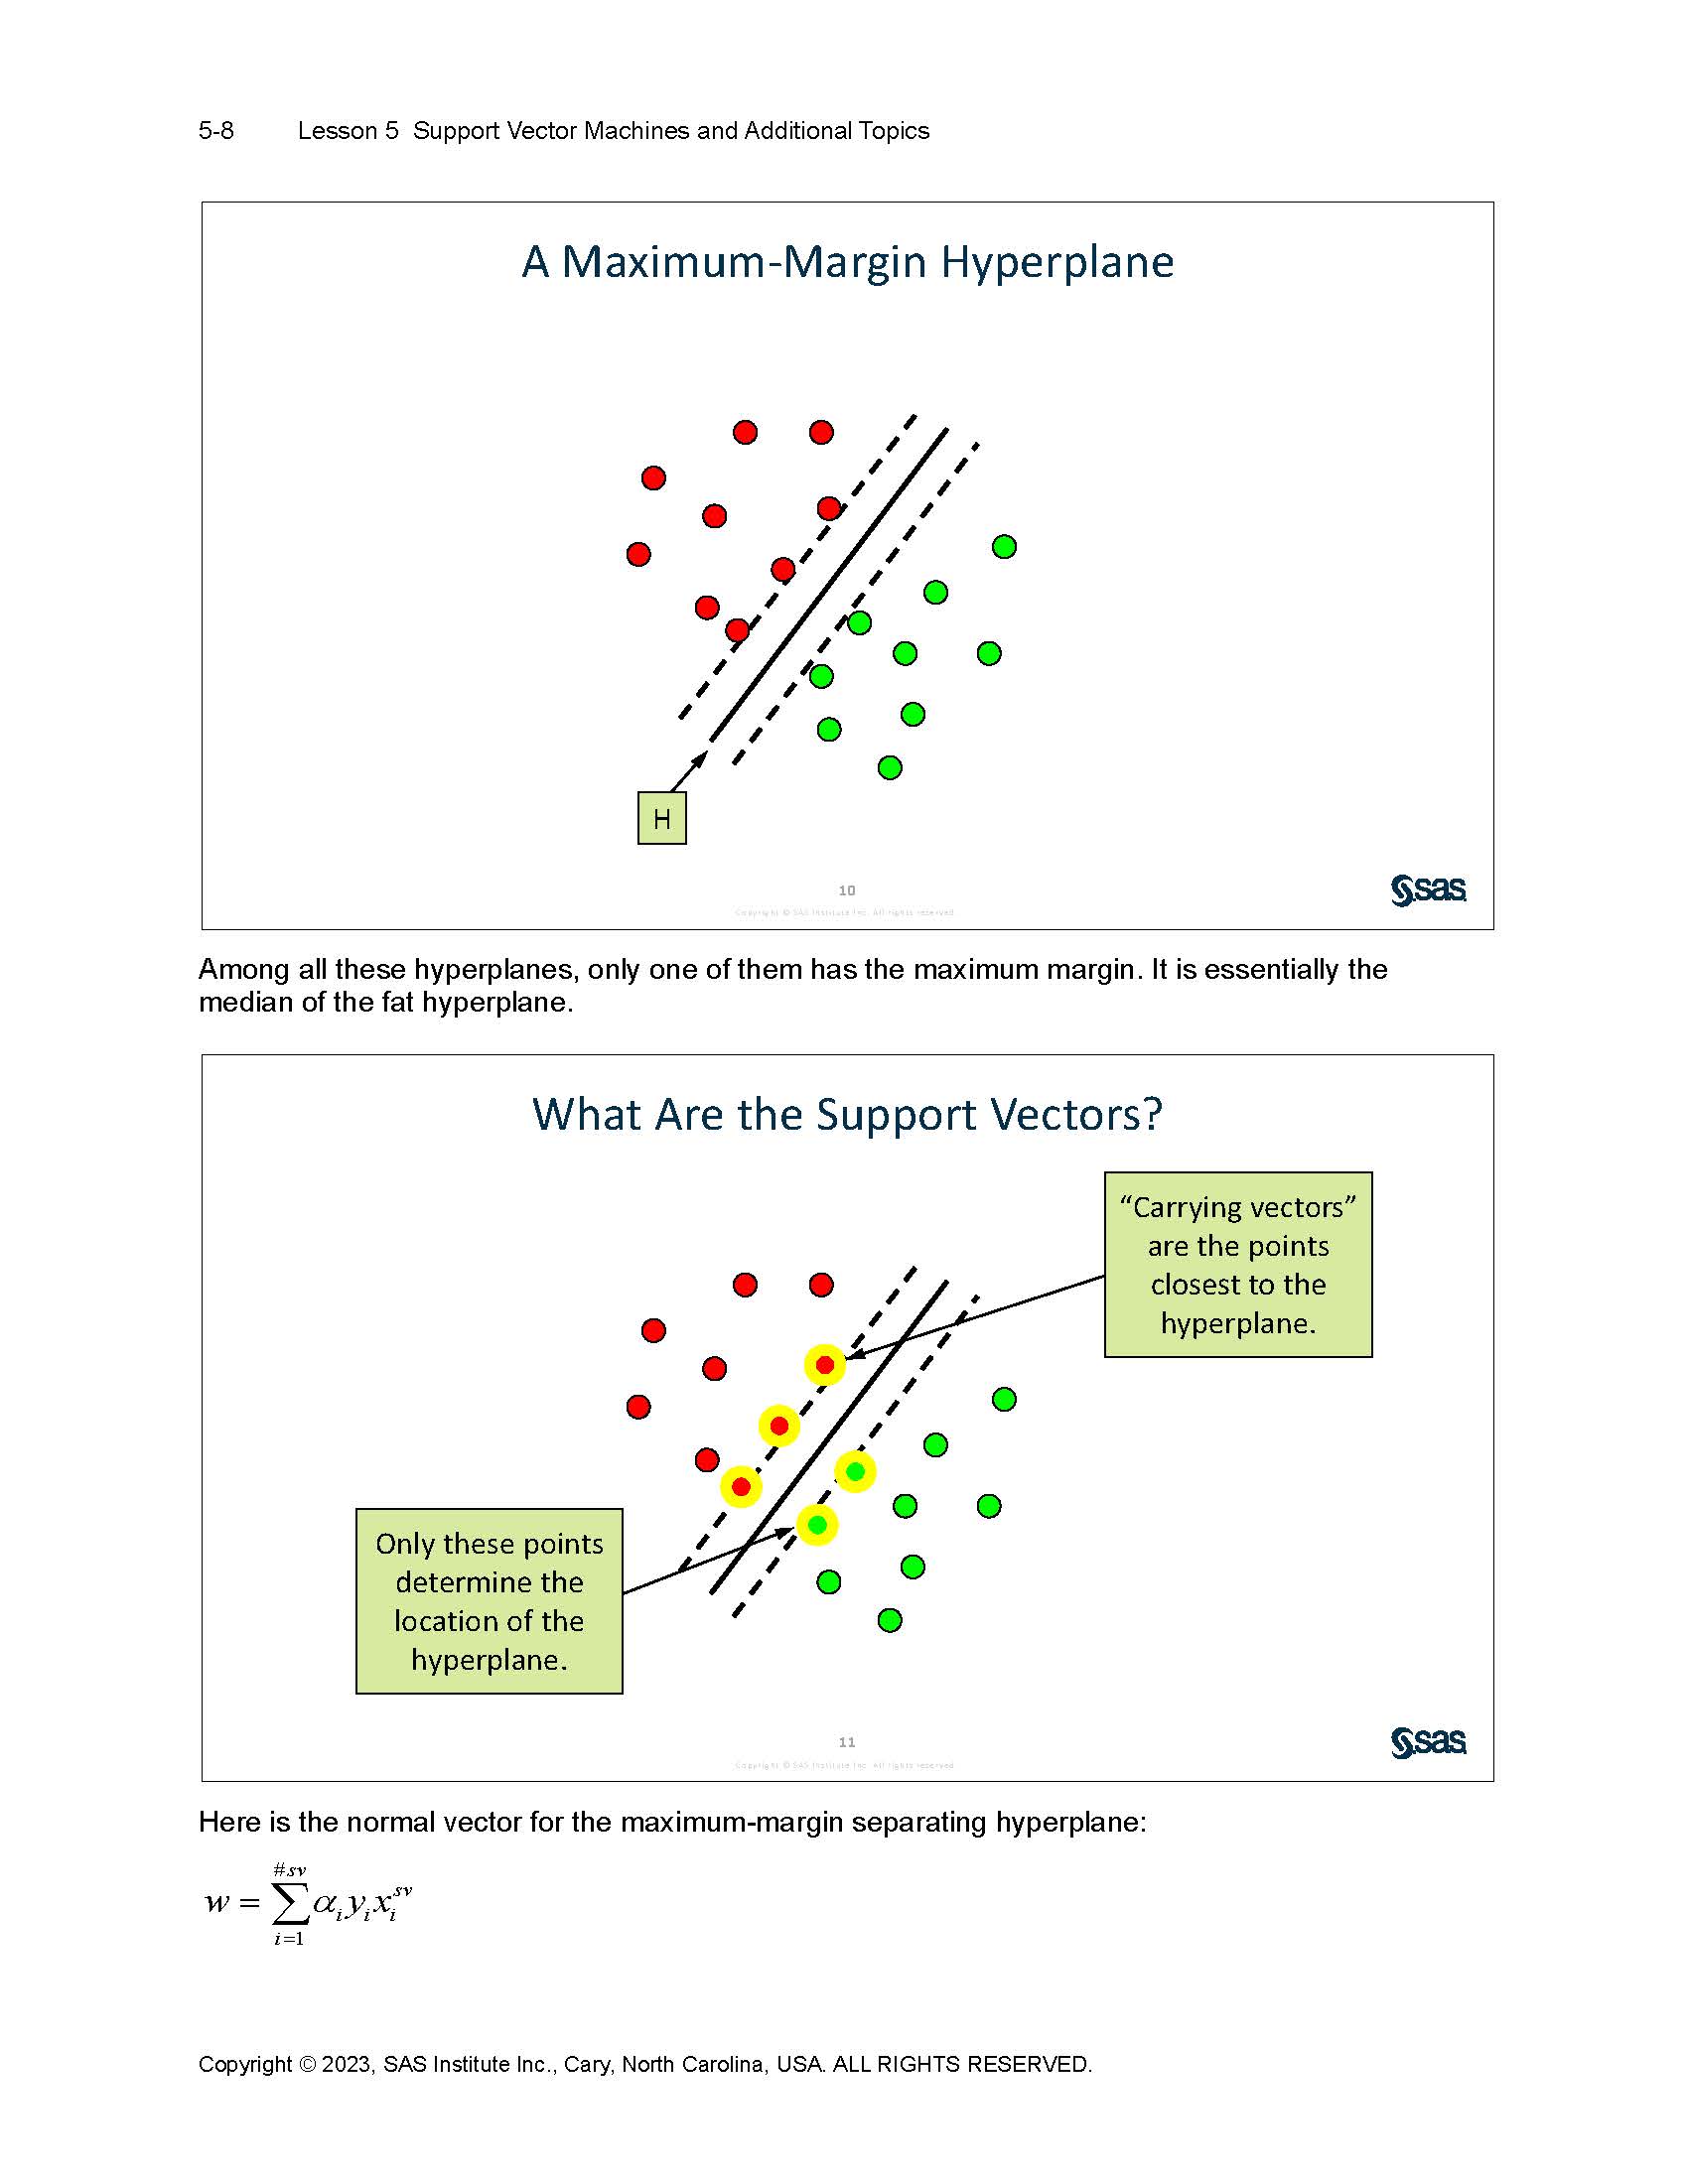 5-8 Lesson 5 Support Vector Machines and Additional Topics
A Maximum-Margin Hyperplane
H
10
Copyright © SAS Institute Inc. All rights reserved.
sas
Among all these hyperplanes, only one of them has the maximum margin. It is essentially the
median of the fat hyperplane.
What Are the Support Vectors?
“Carrying vectors”
are the points
closest to the
hyperplane.
Only these points
determine the
location of the
hyperplane.
11
Copyright © SAS Institute Inc. All rights reserved.
sas
Here is the normal vector for the maximum-margin separating hyperplane:
w = ∑_{i=1}^{#sv} α_i y_i x_i^{sv}
Copyright © 2023, SAS Institute Inc., Cary, North Carolina, USA. ALL RIGHTS RESERVED.